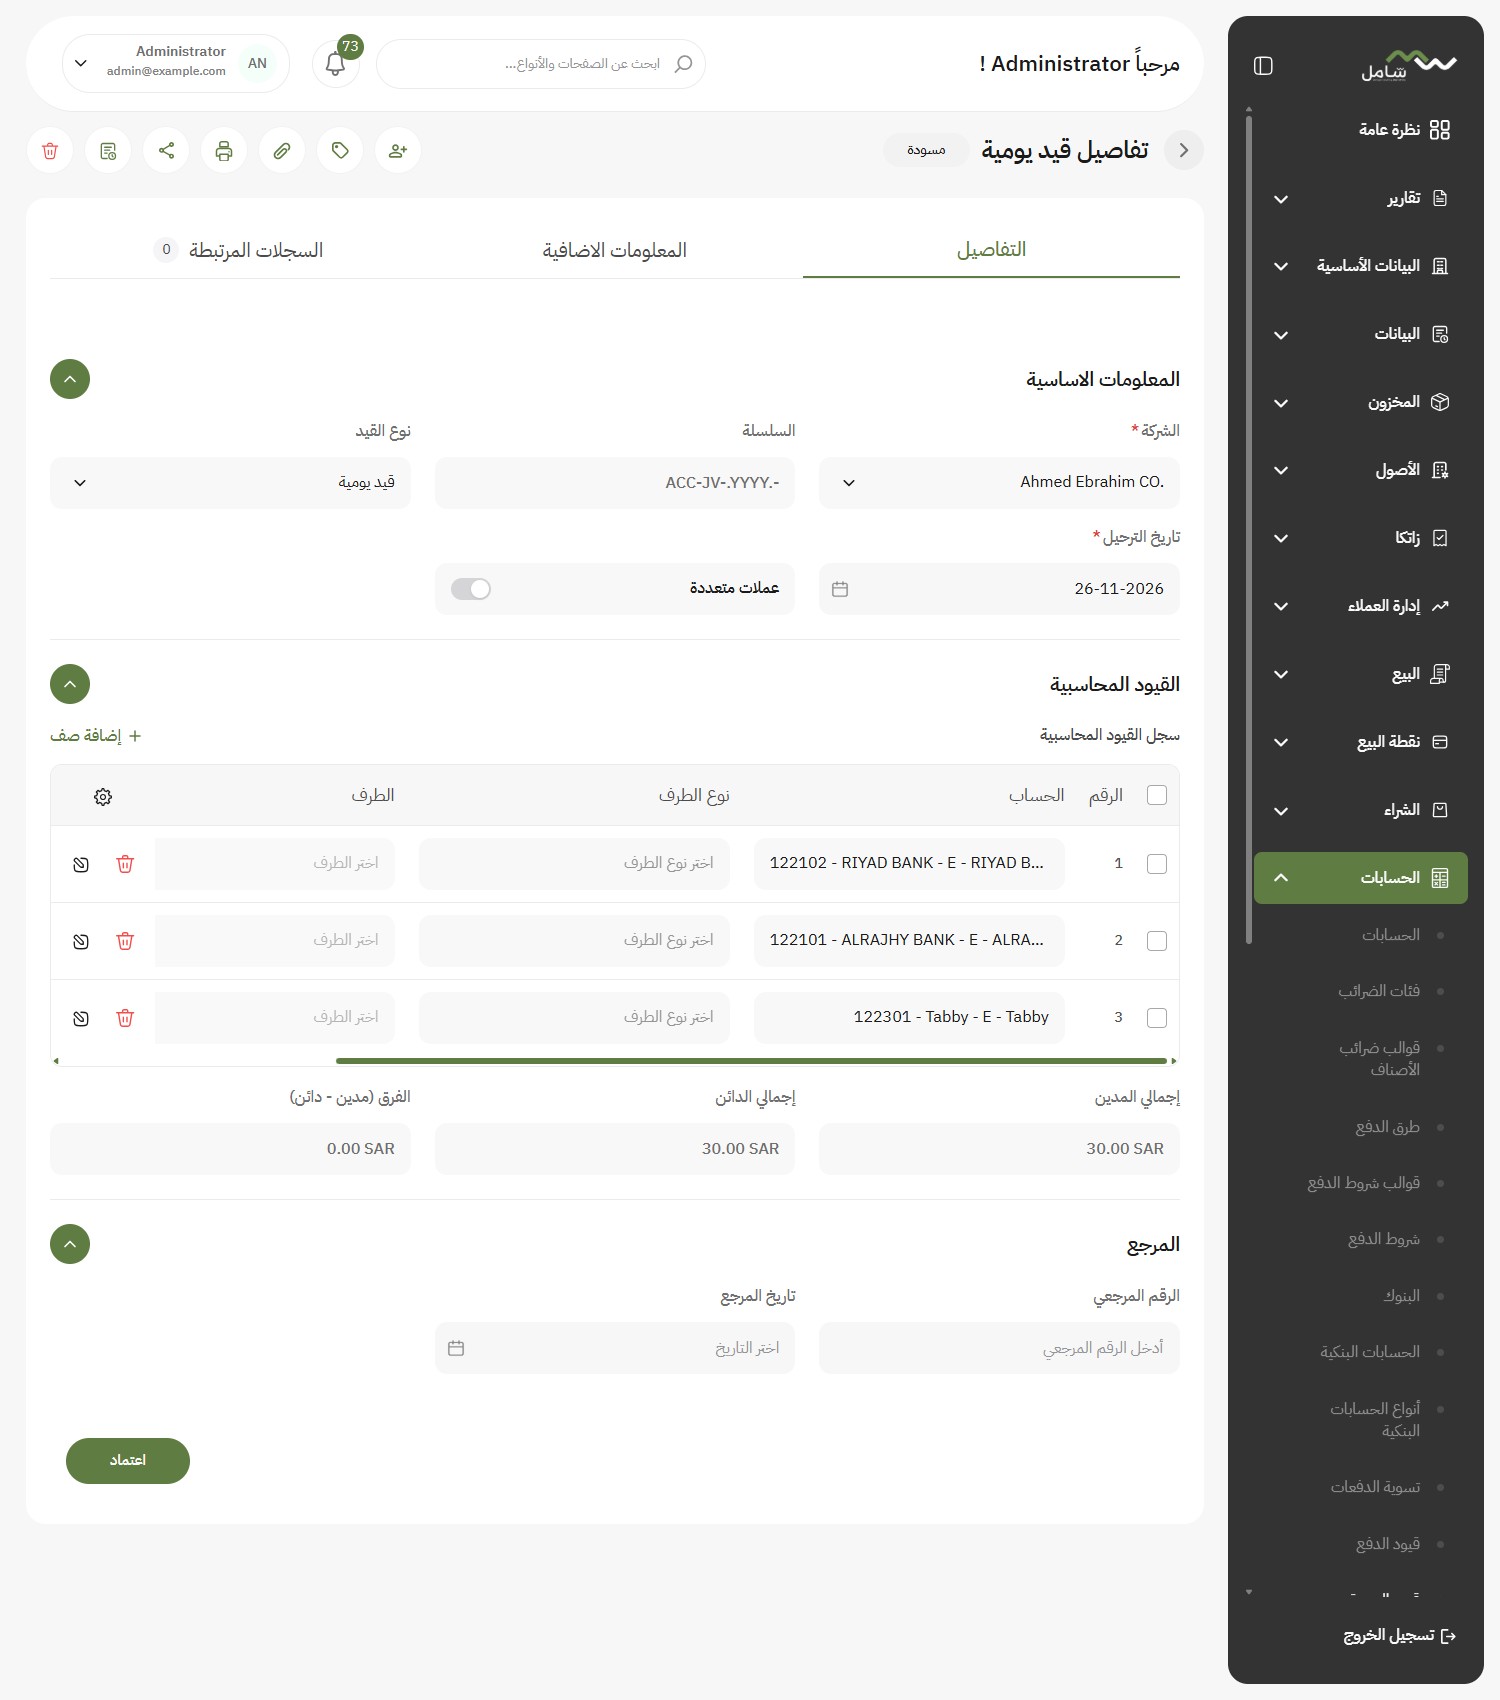 شامل
نظرة عامة
تقارير
البيانات الأساسية
البيانات
المخزون
الأصول
زاتكا
إدارة العملاء
البيع
نقطة البيع
الشراء
الحسابات
الحسابات
فئات الضرائب
قوالب ضرائب
الأصناف
طرق الدفع
قوالب شروط الدفع
شروط الدفع
البنوك
الحسابات البنكية
أنواع الحسابات
البنكية
تسوية الدفعات
قيود الدفع
تسجيل الخروج
مرحباً Administrator !
ابحث عن الصفحات والأنواع...
73
AN
Administrator
admin@example.com
تفاصيل قيد يومية
مسودة
التفاصيل
المعلومات الاضافية
السجلات المرتبطة 0
المعلومات الاساسية
الشركة *
السلسلة
نوع القيد
Ahmed Ebrahim CO.
ACC-JV-.YYYY.-
قيد يومية
تاريخ الترحيل *
26-11-2026
عملات متعددة
القيود المحاسبية
سجل القيود المحاسبية
+ إضافة صف
الرقم الحساب نوع الطرف الطرف
1 122102 - RIYAD BANK - E - RIYAD B... اختر نوع الطرف اختر الطرف
2 122101 - ALRAJHY BANK - E - ALRA... اختر نوع الطرف اختر الطرف
3 122301 - Tabby - E - Tabby اختر نوع الطرف اختر الطرف
إجمالي المدين
إجمالي الدائن
الفرق (مدين - دائن)
30.00 SAR
30.00 SAR
0.00 SAR
المرجع
الرقم المرجعي
تاريخ المرجع
أدخل الرقم المرجعي
اختر التاريخ
اعتماد